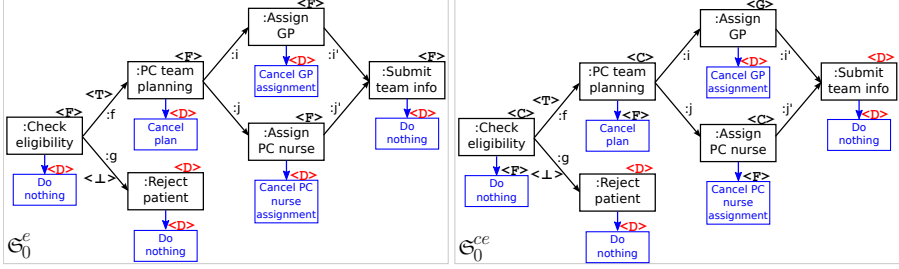 <F>
:Assign
GP
<D>
Cancel GP
assignment
:i
:i'
<F>
:PC team
planning
<D>
Cancel
plan
<F>
:Submit
team info
<D>
Do
nothing
<T>
:f
:j
:j'
<F>
:Assign
PC nurse
<D>
Cancel PC
nurse
assignment
<F>
:Check
eligibility
<D>
Do
nothing
:g
<⊥>
<D>
:Reject
patient
<D>
Do
nothing
𝔖₀ᵉ
<G>
:Assign
GP
<D>
Cancel GP
assignment
:i
:i'
<C>
:PC team
planning
<F>
Cancel
plan
<D>
:Submit
team info
<D>
Do
nothing
<T>
:f
:j
:j'
<C>
:Assign
PC nurse
<F>
Cancel PC
nurse
assignment
<C>
:Check
eligibility
<F>
Do
nothing
:g
<⊥>
<D>
:Reject
patient
<D>
Do
nothing
𝔖₀ᶜᵉ